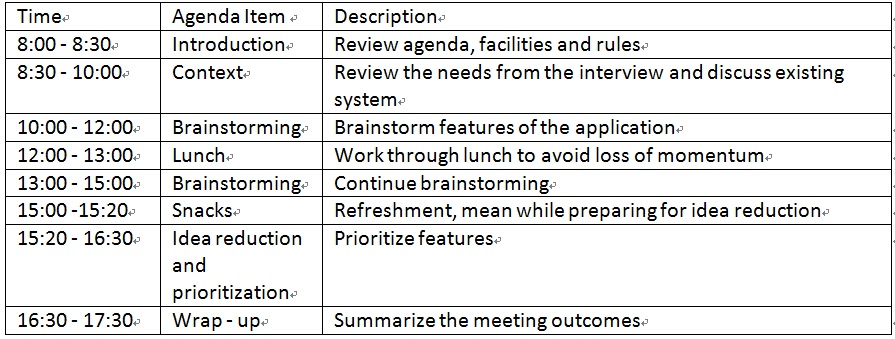 Time Agenda Item Description
8:00 - 8:30 Introduction Review agenda, facilities and rules
8:30 - 10:00 Context Review the needs from the interview and discuss existing
system
10:00 - 12:00 Brainstorming Brainstorm features of the application
12:00 - 13:00 Lunch Work through lunch to avoid loss of momentum
13:00 - 15:00 Brainstorming Continue brainstorming
15:00 -15:20 Snacks Refreshment, mean while preparing for idea reduction
15:20 - 16:30 Idea reduction Prioritize features
and
prioritization
16:30 - 17:30 Wrap - up Summarize the meeting outcomes